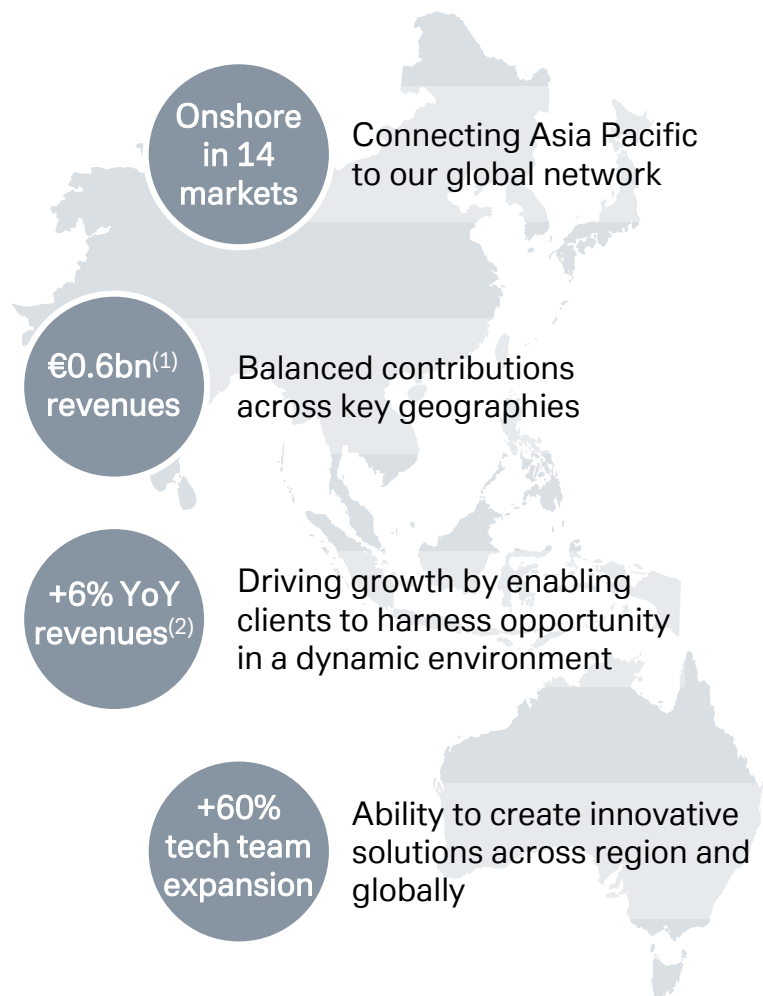 Onshore
in 14
markets
Connecting Asia Pacific
to our global network
€0.6bn(1)
revenues
Balanced contributions
across key geographies
+6% YoY
revenues(2)
Driving growth by enabling
clients to harness opportunity
in a dynamic environment
+60%
tech team
expansion
Ability to create innovative
solutions across region and
globally